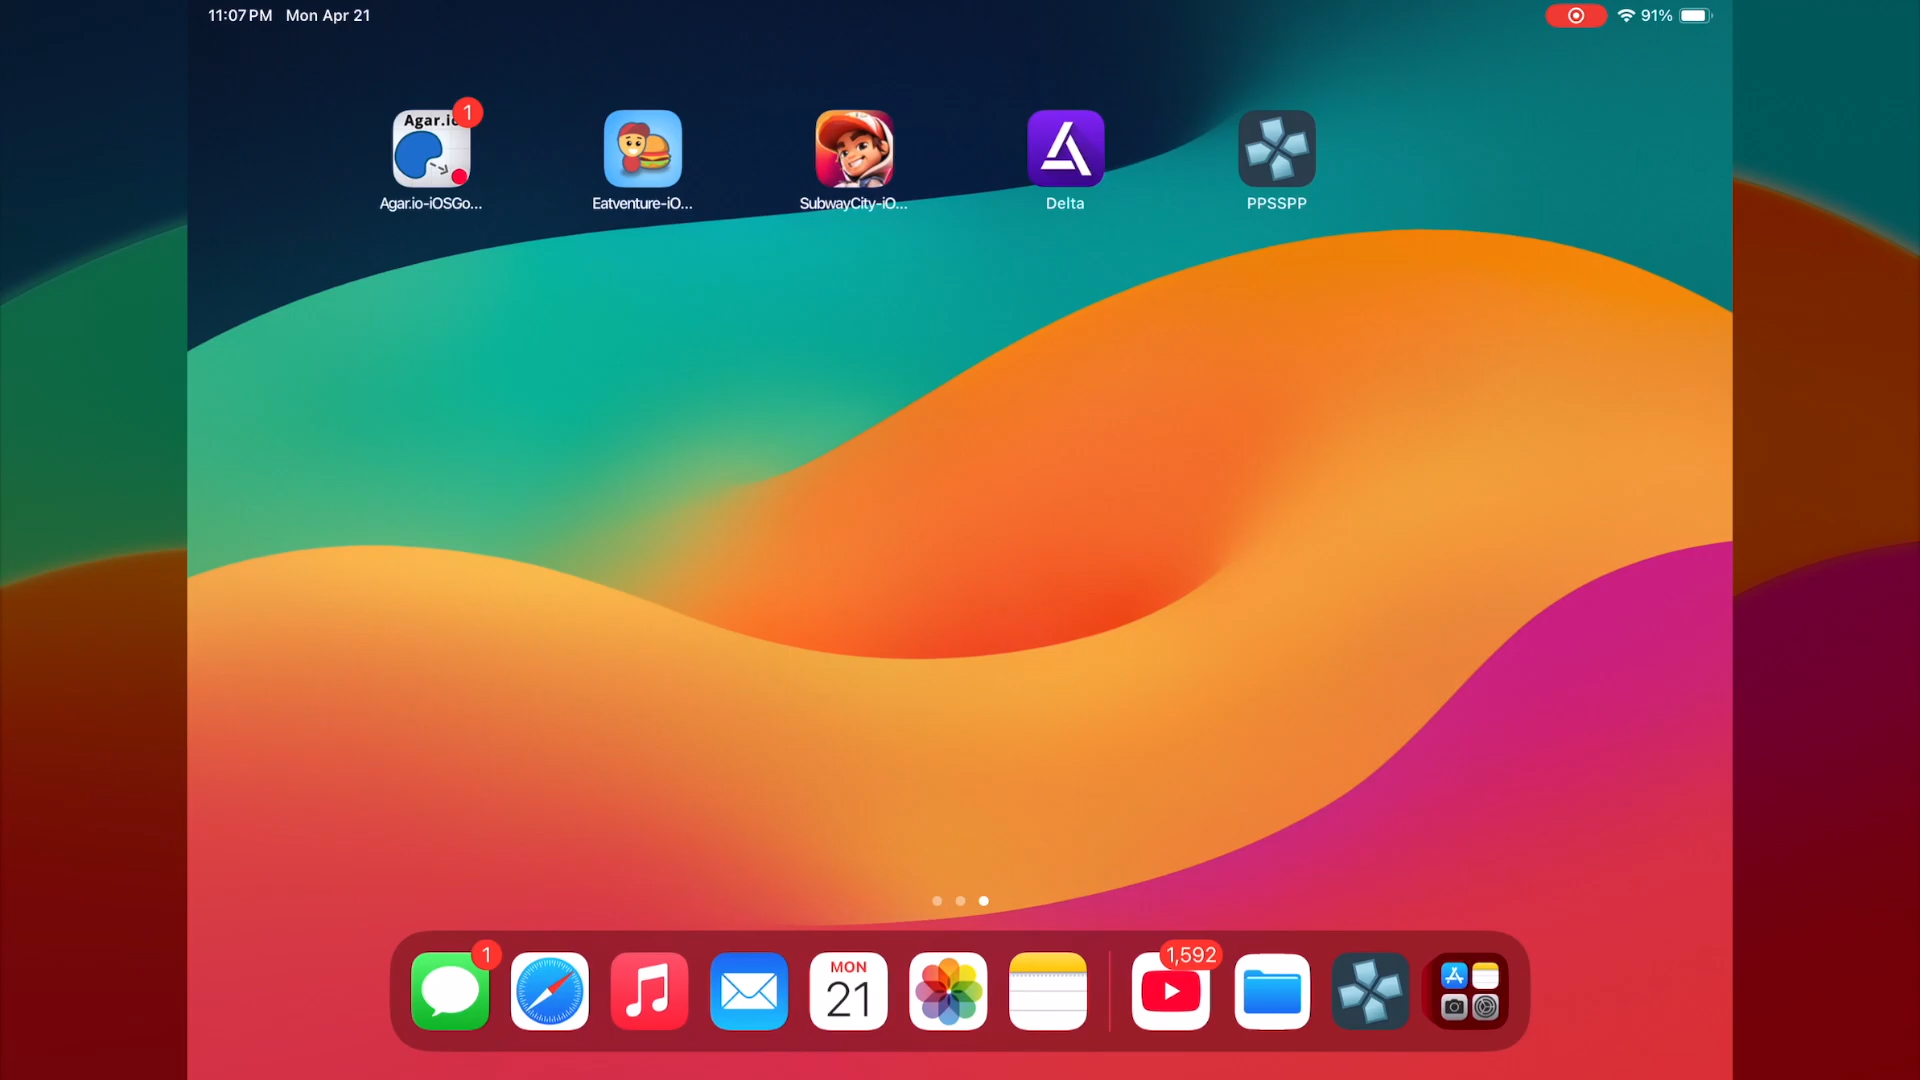 11:07 PM Mon Apr 21
91%
Agar.io
1
Agar.io-iOSGo...
Eatventure-iO...
SubwayCity-iO...
Delta
PPSSPP
1
MON
21
1,592